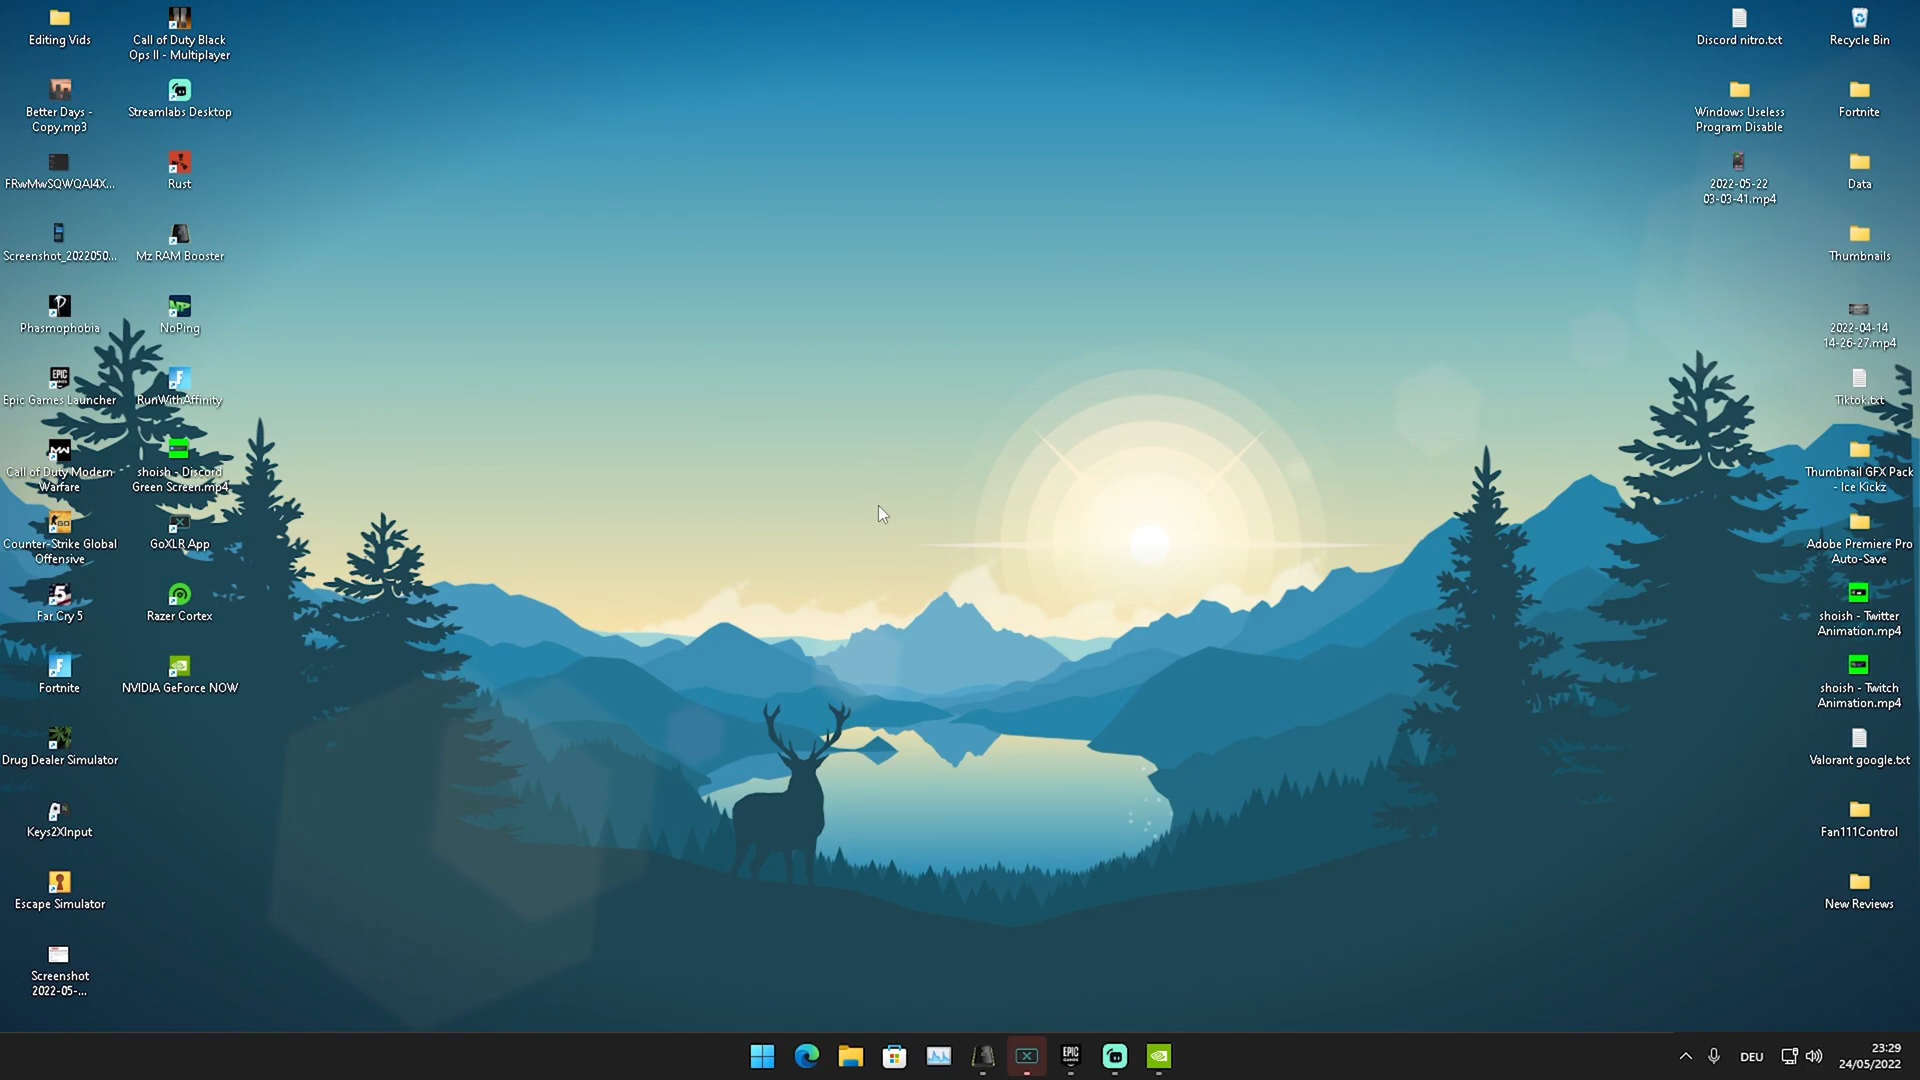 Editing Vids
Call of Duty Black
Ops II - Multiplayer
Better Days -
Copy.mp3
Streamlabs Desktop
FRwMwSQWQAI4X...
Rust
Screenshot_2022050...
Mz RAM Booster
Phasmophobia
NoPing
EPIC
GAMES
Epic Games Launcher
RunWithAffinity
Call of Duty Modern
Warfare
shoish - Discord
Green Screen.mp4
GO
Counter-Strike Global
Offensive
GoXLR App
5
Far Cry 5
Razer Cortex
Fortnite
NVIDIA GeForce NOW
Drug Dealer Simulator
Keys2XInput
Escape Simulator
Screenshot
2022-05-...
Discord nitro.txt
Recycle Bin
Windows Useless
Program Disable
Fortnite
2022-05-22
03-03-41.mp4
Data
Thumbnails
2022-04-14
14-26-27.mp4
Tiktok.txt
Thumbnail GFX Pack
- Ice Kickz
Adobe Premiere Pro
Auto-Save
shoish - Twitter
Animation.mp4
shoish - Twitch
Animation.mp4
Valorant google.txt
Fan111Control
New Reviews
EPIC
GAMES
DEU
23:29
24/05/2022